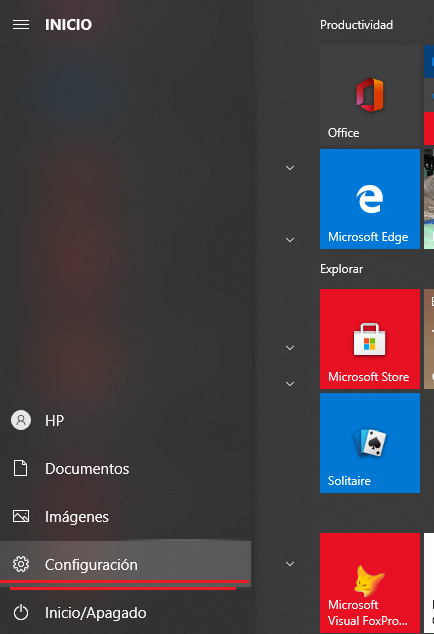 INICIO
HP
Documentos
Imágenes
Configuración
Inicio/Apagado
Productividad
Office
Microsoft Edge
Explorar
Microsoft Store
Solitaire
Microsoft
Visual FoxPro...